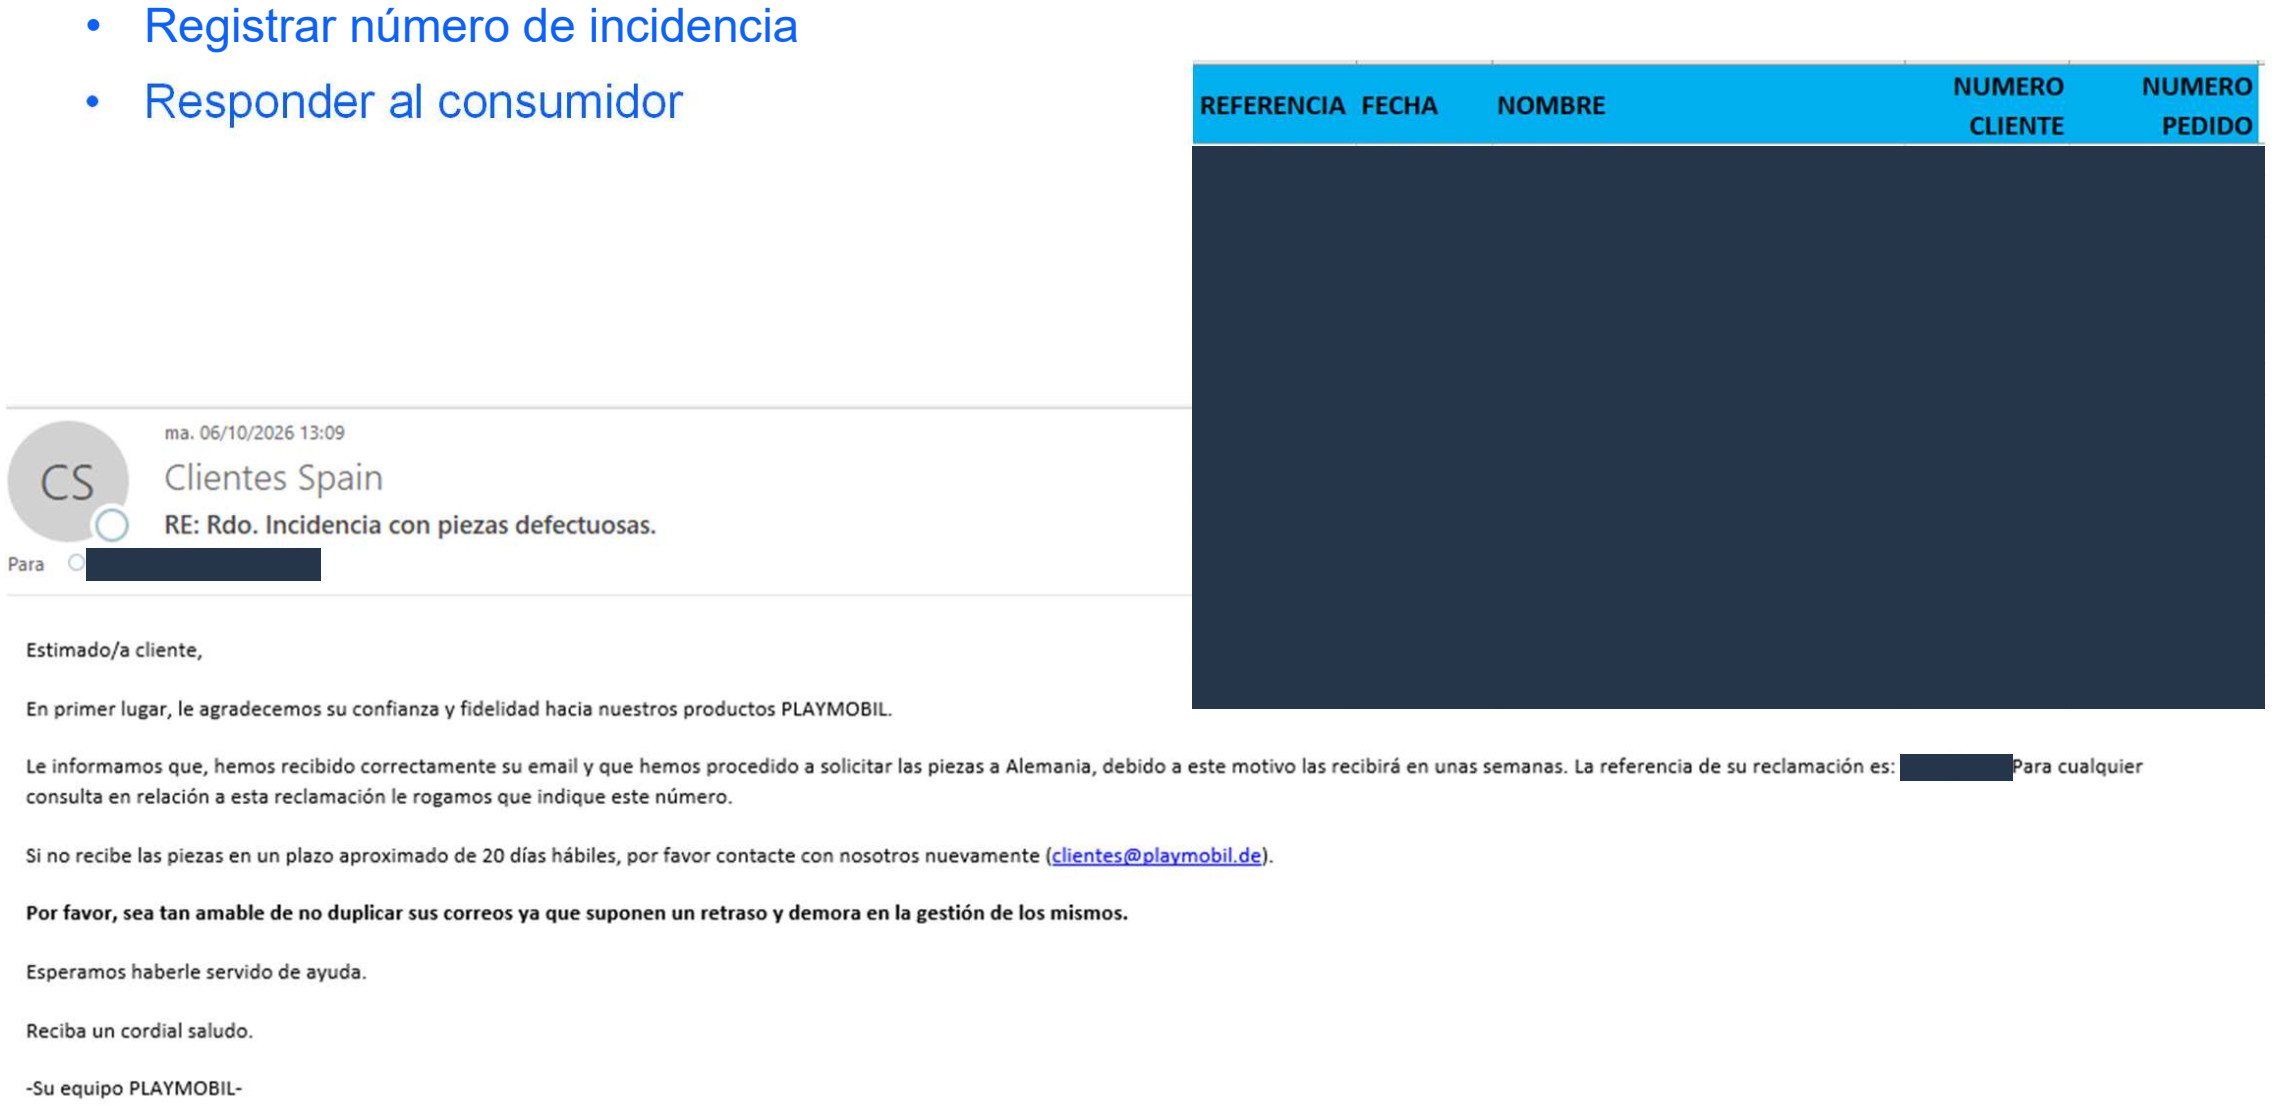 • Registrar número de incidencia
• Responder al consumidor
REFERENCIA FECHA NOMBRE NUMERO CLIENTE NUMERO PEDIDO
ma. 06/10/2026 13:09
CS
Clientes Spain
RE: Rdo. Incidencia con piezas defectuosas.
Para
Estimado/a cliente,
En primer lugar, le agradecemos su confianza y fidelidad hacia nuestros productos PLAYMOBIL.
Le informamos que, hemos recibido correctamente su email y que hemos procedido a solicitar las piezas a Alemania, debido a este motivo las recibirá en unas semanas. La referencia de su reclamación es: Para cualquier
consulta en relación a esta reclamación le rogamos que indique este número.
Si no recibe las piezas en un plazo aproximado de 20 días hábiles, por favor contacte con nosotros nuevamente (clientes@playmobil.de).
Por favor, sea tan amable de no duplicar sus correos ya que suponen un retraso y demora en la gestión de los mismos.
Esperamos haberle servido de ayuda.
Reciba un cordial saludo.
-Su equipo PLAYMOBIL-